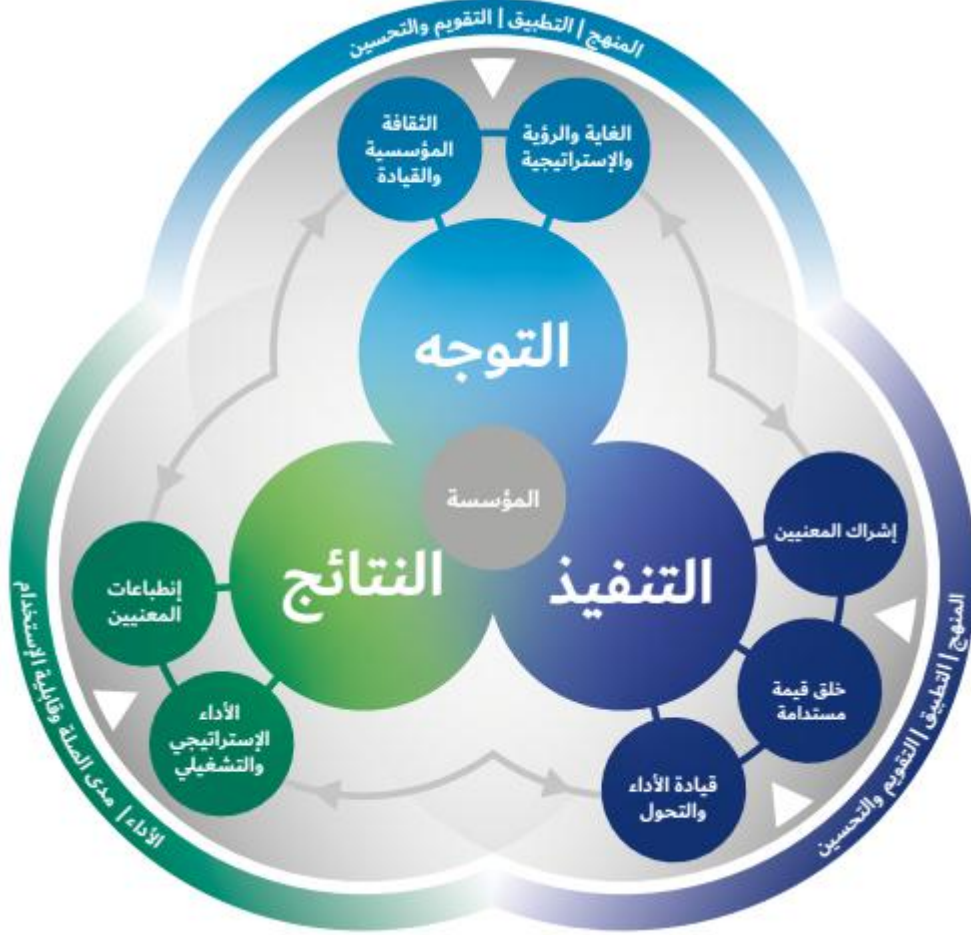 المنهج | التطبيق | التقويم والتحسين
الغاية والرؤية
والإستراتيجية
الثقافة
المؤسسية
والقيادة
التوجه
المؤسسة
التنفيذ
إشراك المعنيين
خلق قيمة
مستدامة
قيادة الأداء
والتحول
المنهج | التطبيق | التقويم والتحسين
النتائج
إنطباعات
المعنيين
الأداء
الإستراتيجي
والتشغيلي
الأداء | مدى الصلة وقابلية الإستخدام